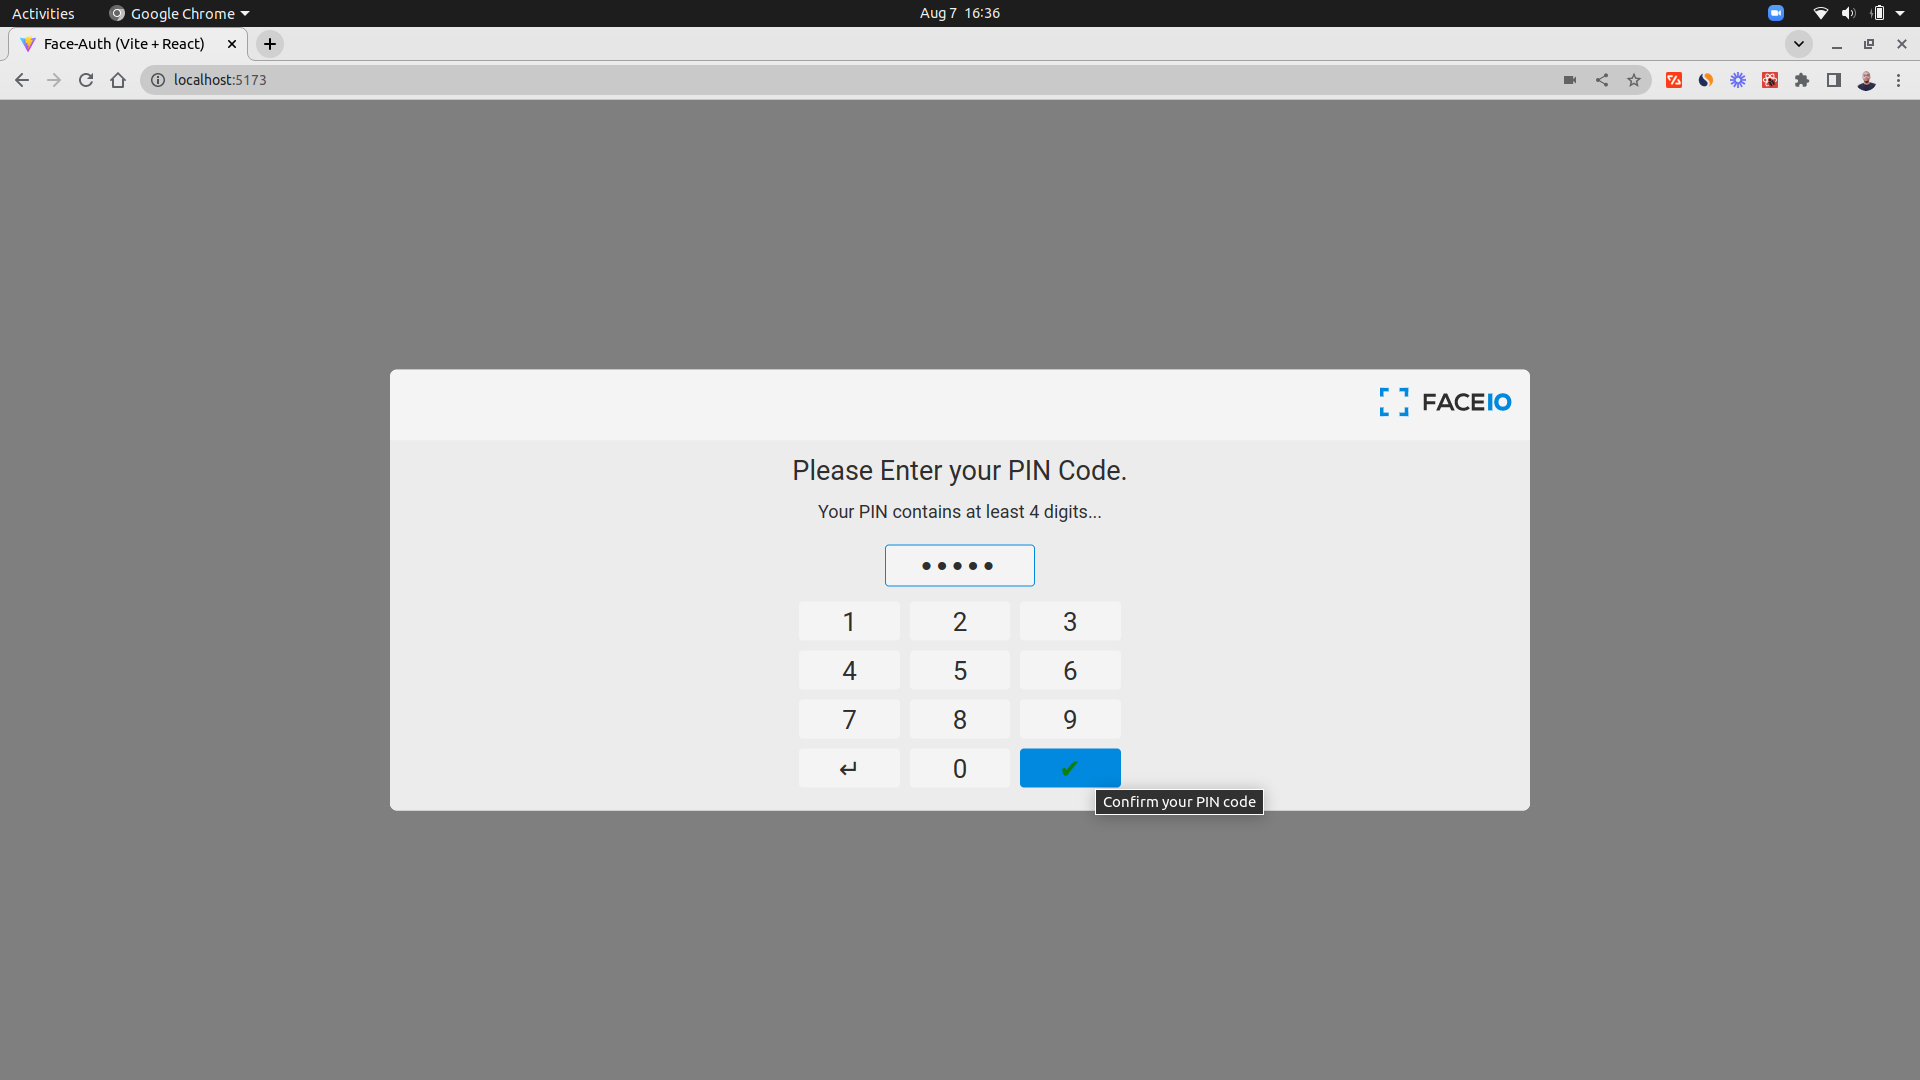 Activities
Google Chrome
Aug 7 16:36
Face-Auth (Vite + React)
localhost:5173
FACEIO
Please Enter your PIN Code.
Your PIN contains at least 4 digits...
•••••
1 2 3
4 5 6
7 8 9
↵ 0 ✔
Confirm your PIN code